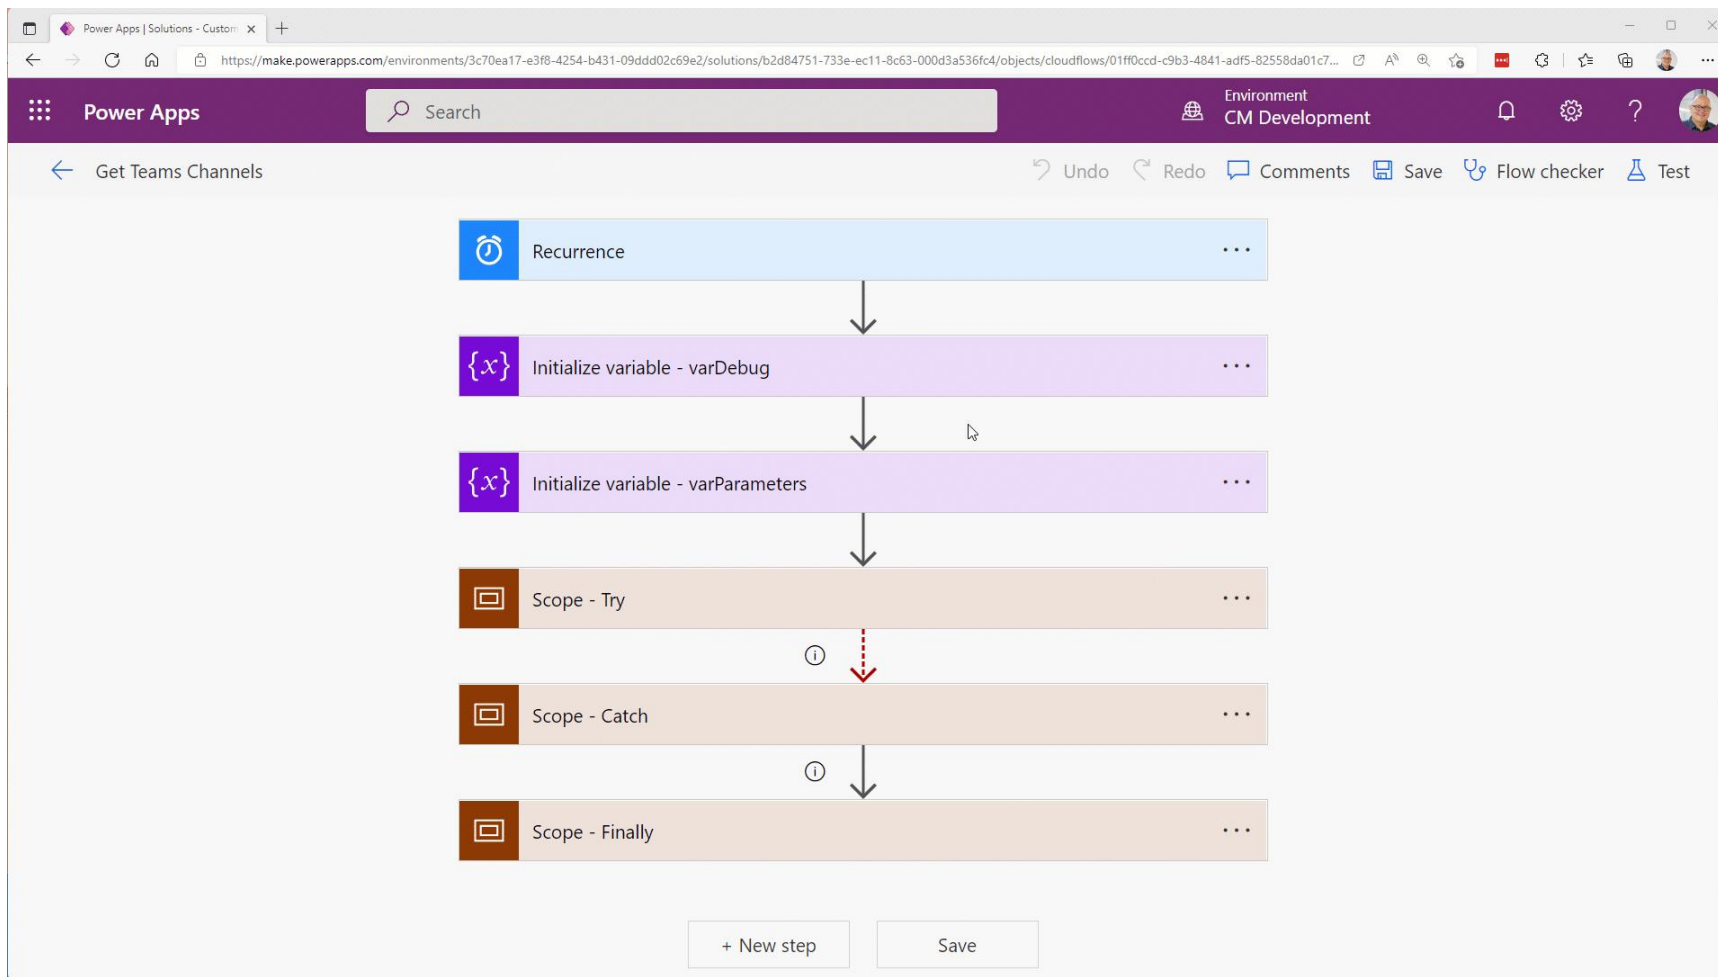 Power Apps | Solutions - Custom
https://make.powerapps.com/environments/3c70ea17-e3f8-4254-b431-09ddd02c69e2/solutions/b2d84751-733e-ec11-8c63-000d3a536fc4/objects/cloudflows/01ff0ccd-c9b3-4841-adf5-82558da01c7...
Power Apps
Search
Environment
CM Development
Get Teams Channels
Undo
Redo
Comments
Save
Flow checker
Test
Recurrence
{x} Initialize variable - varDebug
{x} Initialize variable - varParameters
Scope - Try
Scope - Catch
Scope - Finally
+ New step
Save